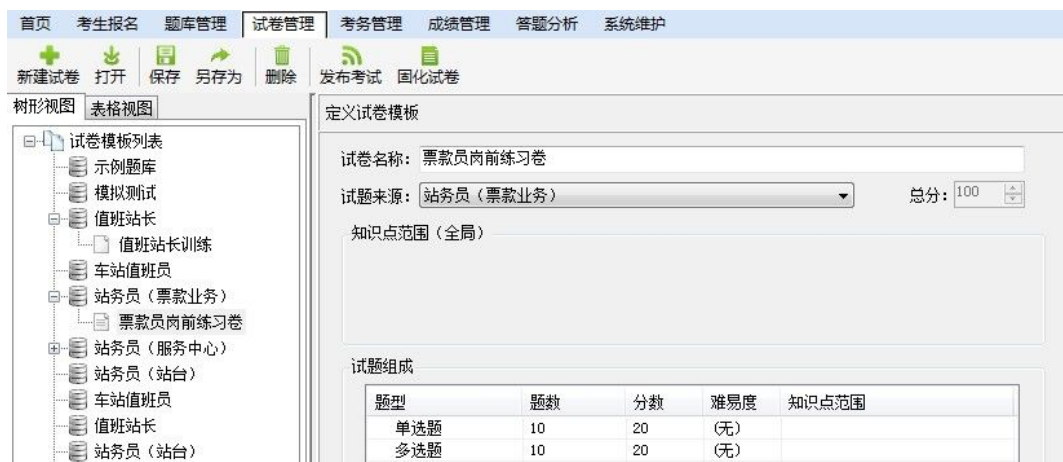 首页 考生报名 题库管理 试卷管理 考务管理 成绩管理 答题分析 系统维护
新建试卷 打开 保存 另存为 删除 发布考试 固化试卷
树形视图 表格视图
试卷模板列表
示例题库
模拟测试
值班站长
值班站长训练
车站值班员
站务员（票款业务）
票款员岗前练习卷
站务员（服务中心）
站务员（站台）
车站值班员
值班站长
站务员（站台）
定义试卷模板
试卷名称： 票款员岗前练习卷
试题来源： 站务员（票款业务） 总分： 100
知识点范围（全局）
试题组成
题型 题数 分数 难易度 知识点范围
单选题 10 20 (无)
多选题 10 20 (无)